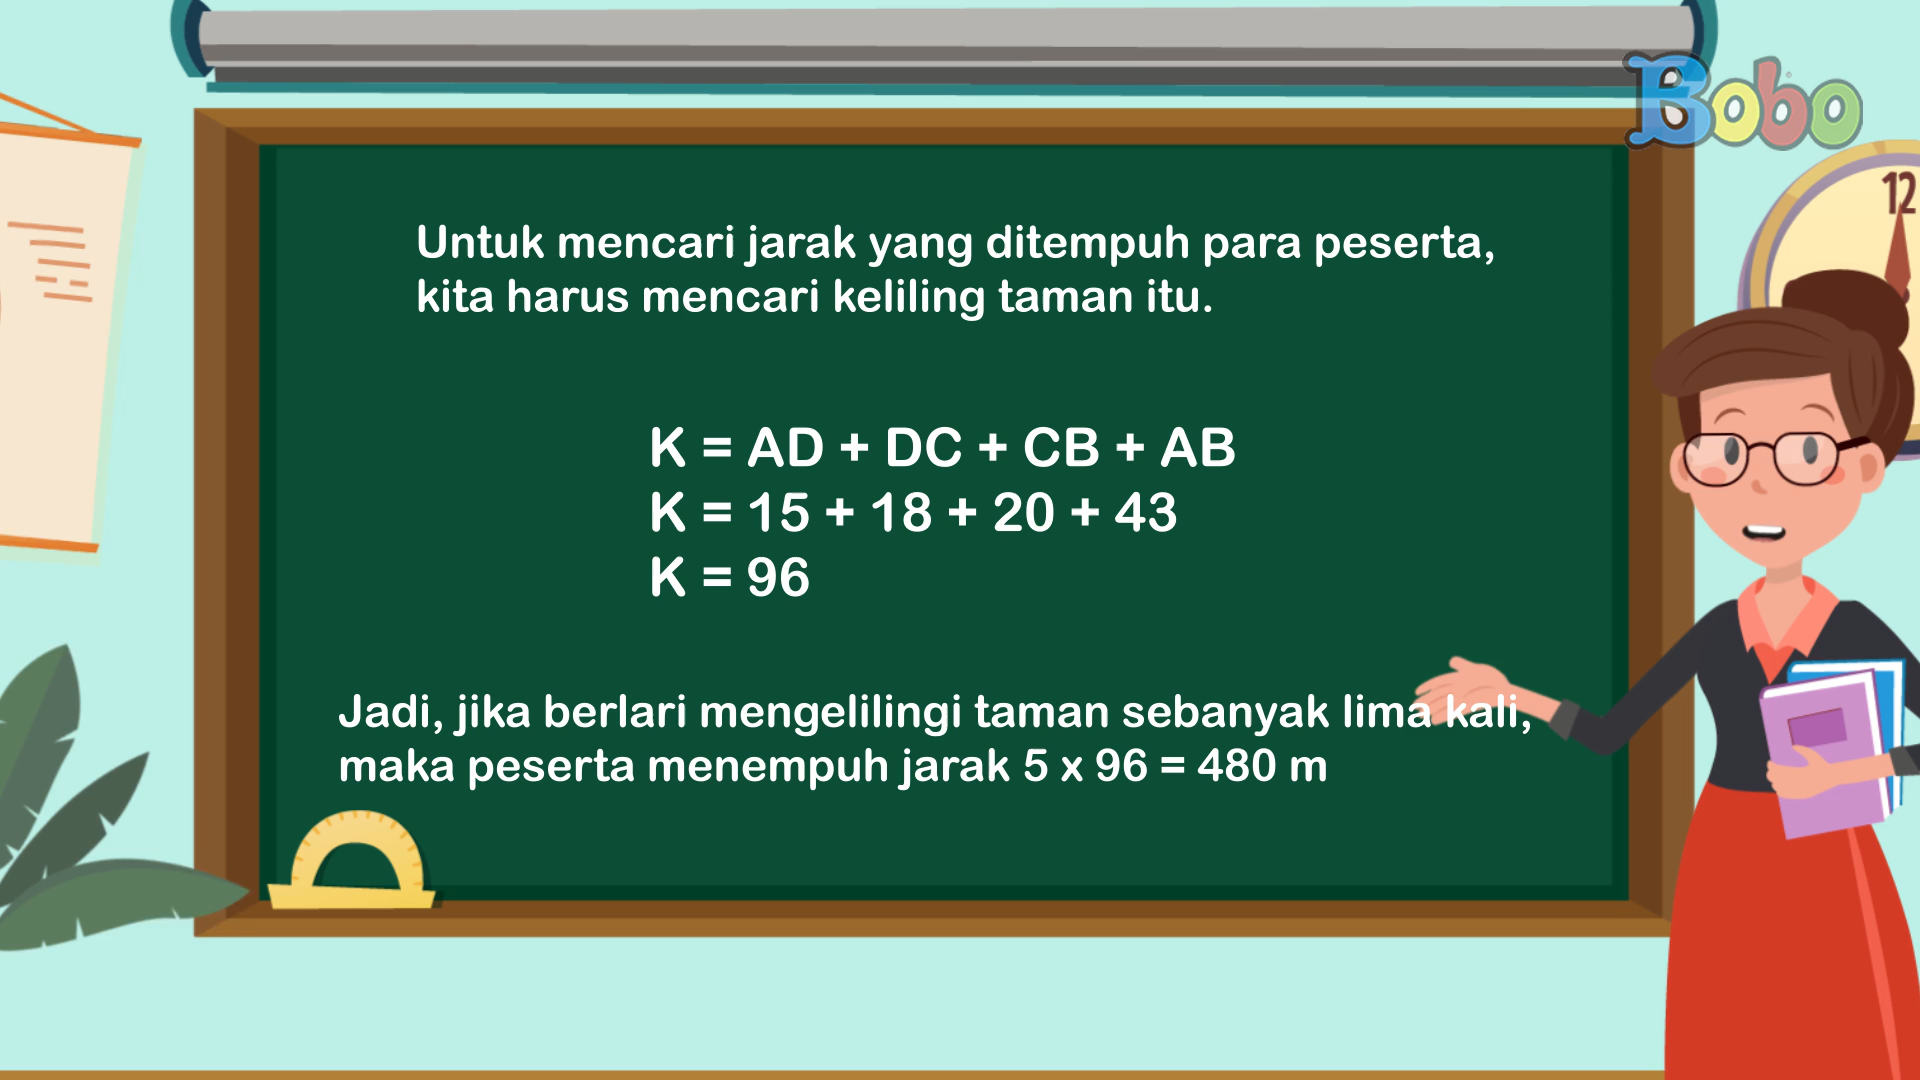 Bobo
12
Untuk mencari jarak yang ditempuh para peserta,
kita harus mencari keliling taman itu.
K = AD + DC + CB + AB
K = 15 + 18 + 20 + 43
K = 96
Jadi, jika berlari mengelilingi taman sebanyak lima kali,
maka peserta menempuh jarak 5 x 96 = 480 m